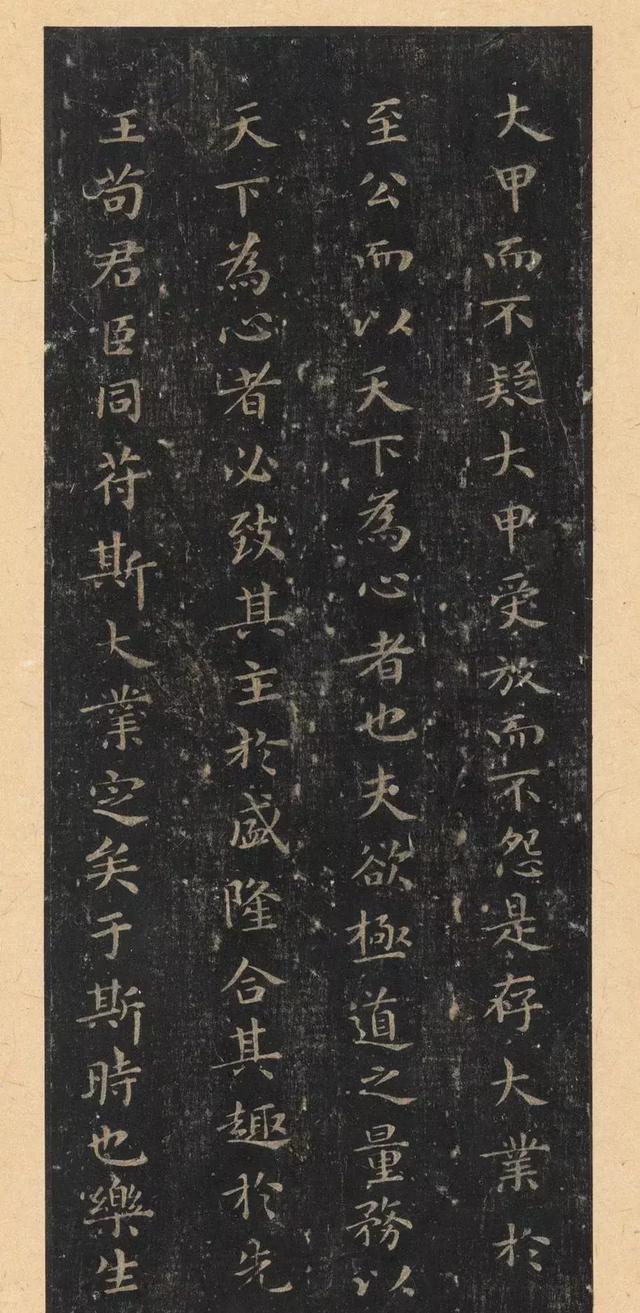 大甲而不疑大甲受放而不怨是存大業於
至公而以天下為心者也夫欲極道之量務以
天下為心者必致其主於盛隆合其趣於先
王苟君臣同苻斯大業定矣于斯時也樂生